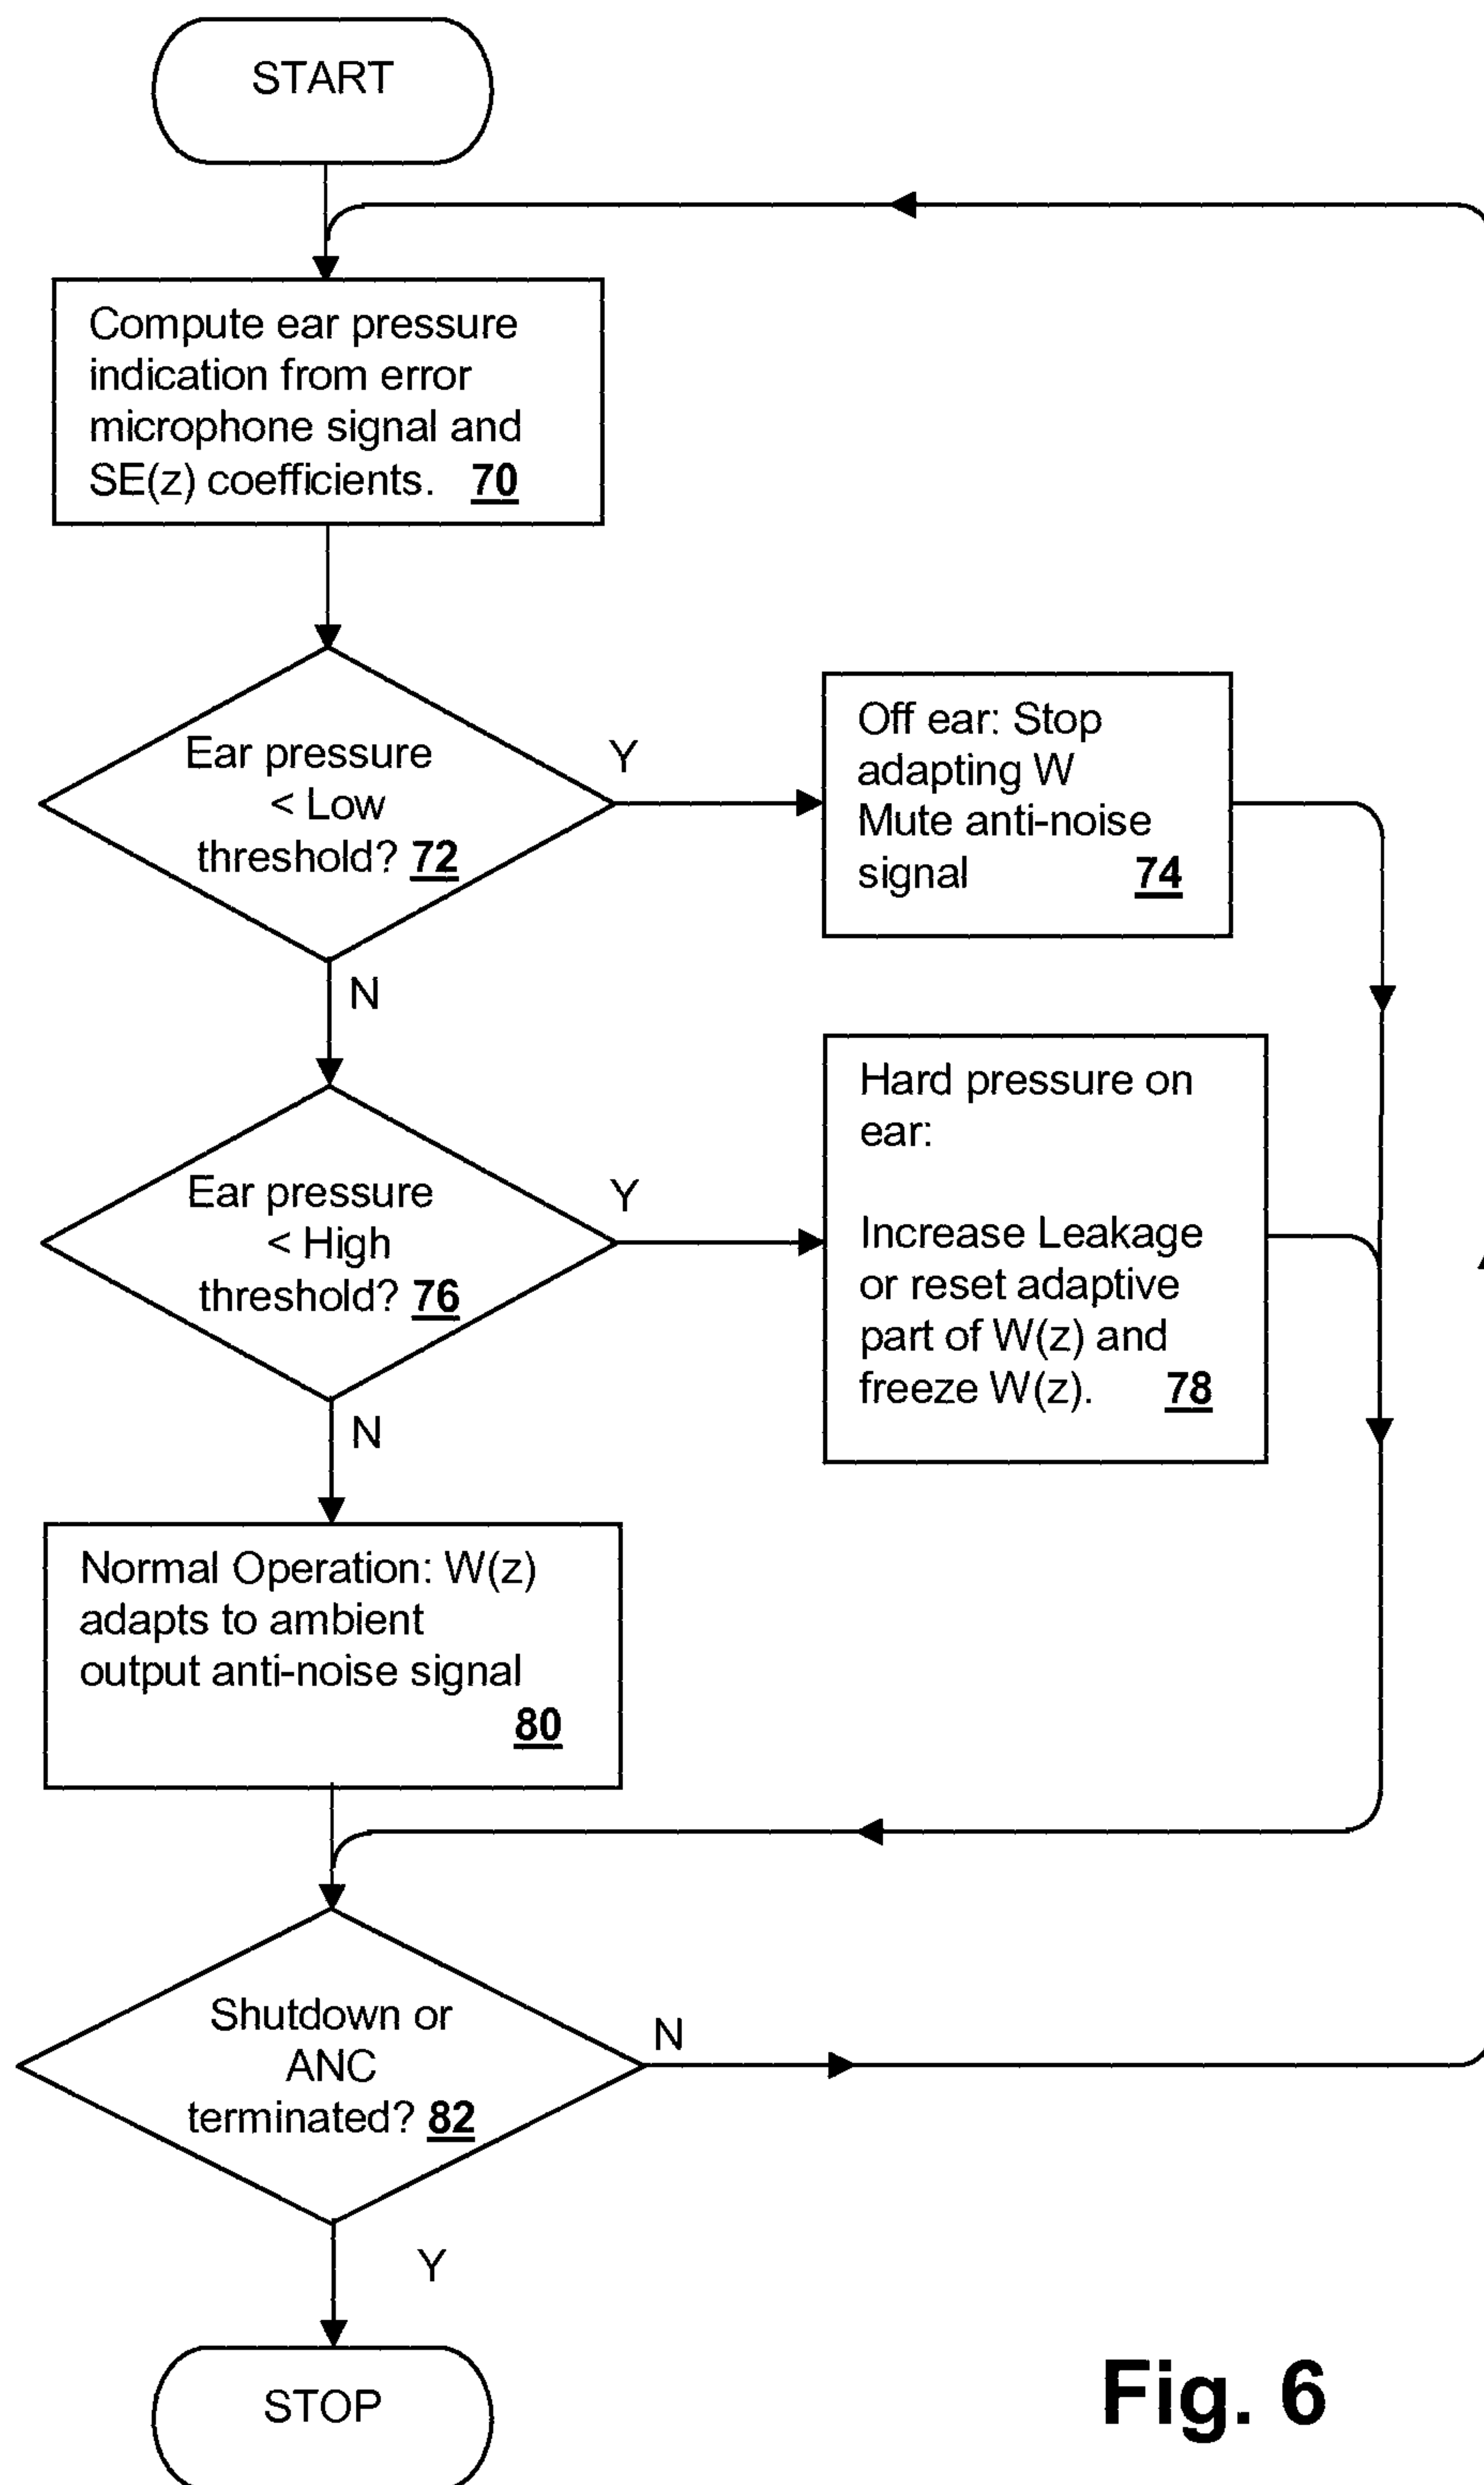 START
Compute ear pressure
indication from error
microphone signal and
SE(z) coefficients. 70
Ear pressure
< Low
threshold? 72
Y
Off ear: Stop
adapting W
Mute anti-noise
signal 74
N
Ear pressure
< High
threshold? 76
Y
Hard pressure on
ear:
Increase Leakage
or reset adaptive
part of W(z) and
freeze W(z). 78
N
Normal Operation: W(z)
adapts to ambient
output anti-noise signal
80
Shutdown or
ANC
terminated? 82
N
Y
STOP
Fig. 6